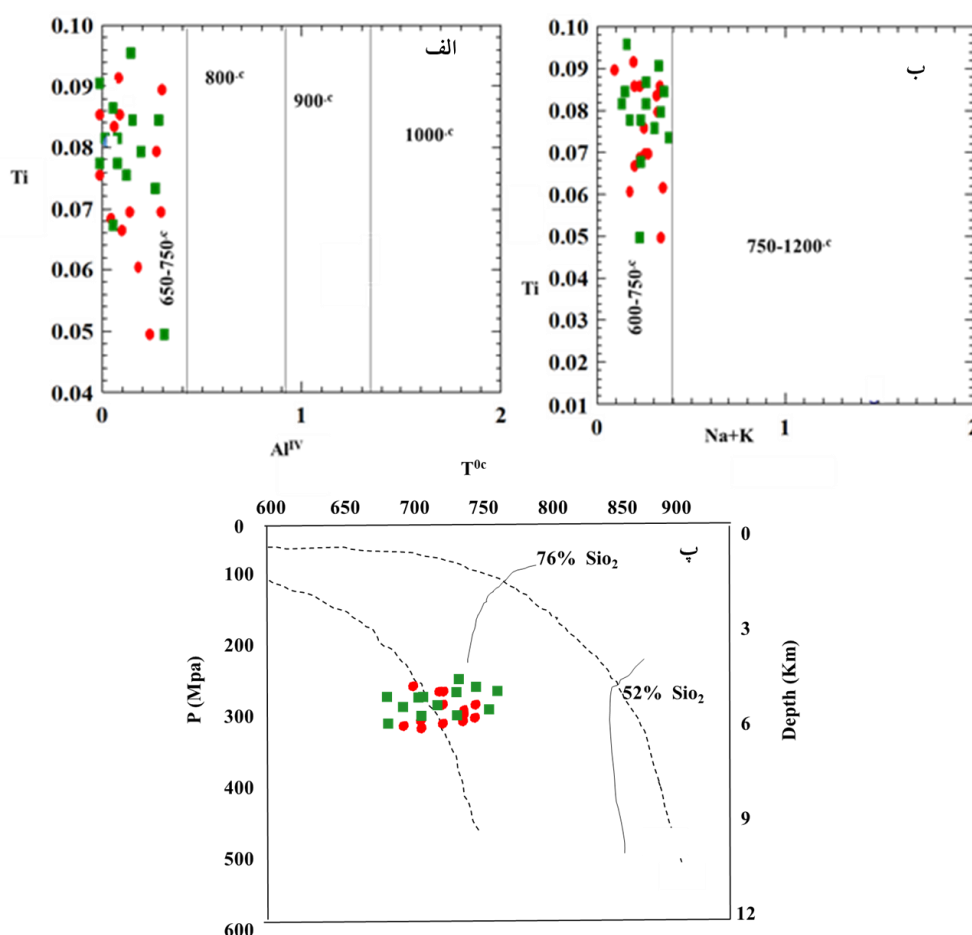 الف
Ti
0.10
0.09
0.08
0.07
0.06
0.05
0.04
0
1
2
Al^IV
650-750·c
800·c
900·c
1000·c
ب
Ti
0.10
0.09
0.08
0.07
0.06
0.05
0.04
0.03
0.02
0.01
0
1
2
Na+K
600-750·c
750-1200·c
پ
T^0c
600 650 700 750 800 850 900
P (Mpa)
0
100
200
300
400
500
600
Depth (Km)
0
3
6
9
12
76% Sio₂
52% Sio₂